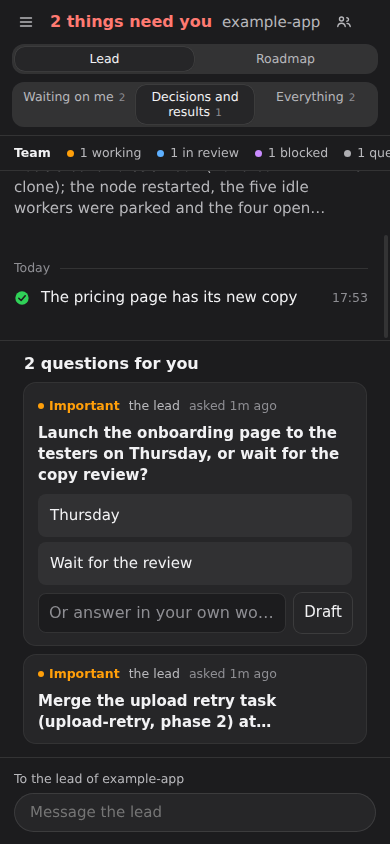 2 things need you example-app
Lead Roadmap
Waiting on me 2 Decisions and results 1 Everything 2
Team 1 working 1 in review 1 blocked 1 que
clone); the node restarted, the five idle
workers were parked and the four open…
Today
The pricing page has its new copy 17:53
2 questions for you
Important the lead asked 1m ago
Launch the onboarding page to the
testers on Thursday, or wait for the
copy review?
Thursday
Wait for the review
Or answer in your own wo… Draft
Important the lead asked 1m ago
Merge the upload retry task
(upload-retry, phase 2) at…
To the lead of example-app
Message the lead